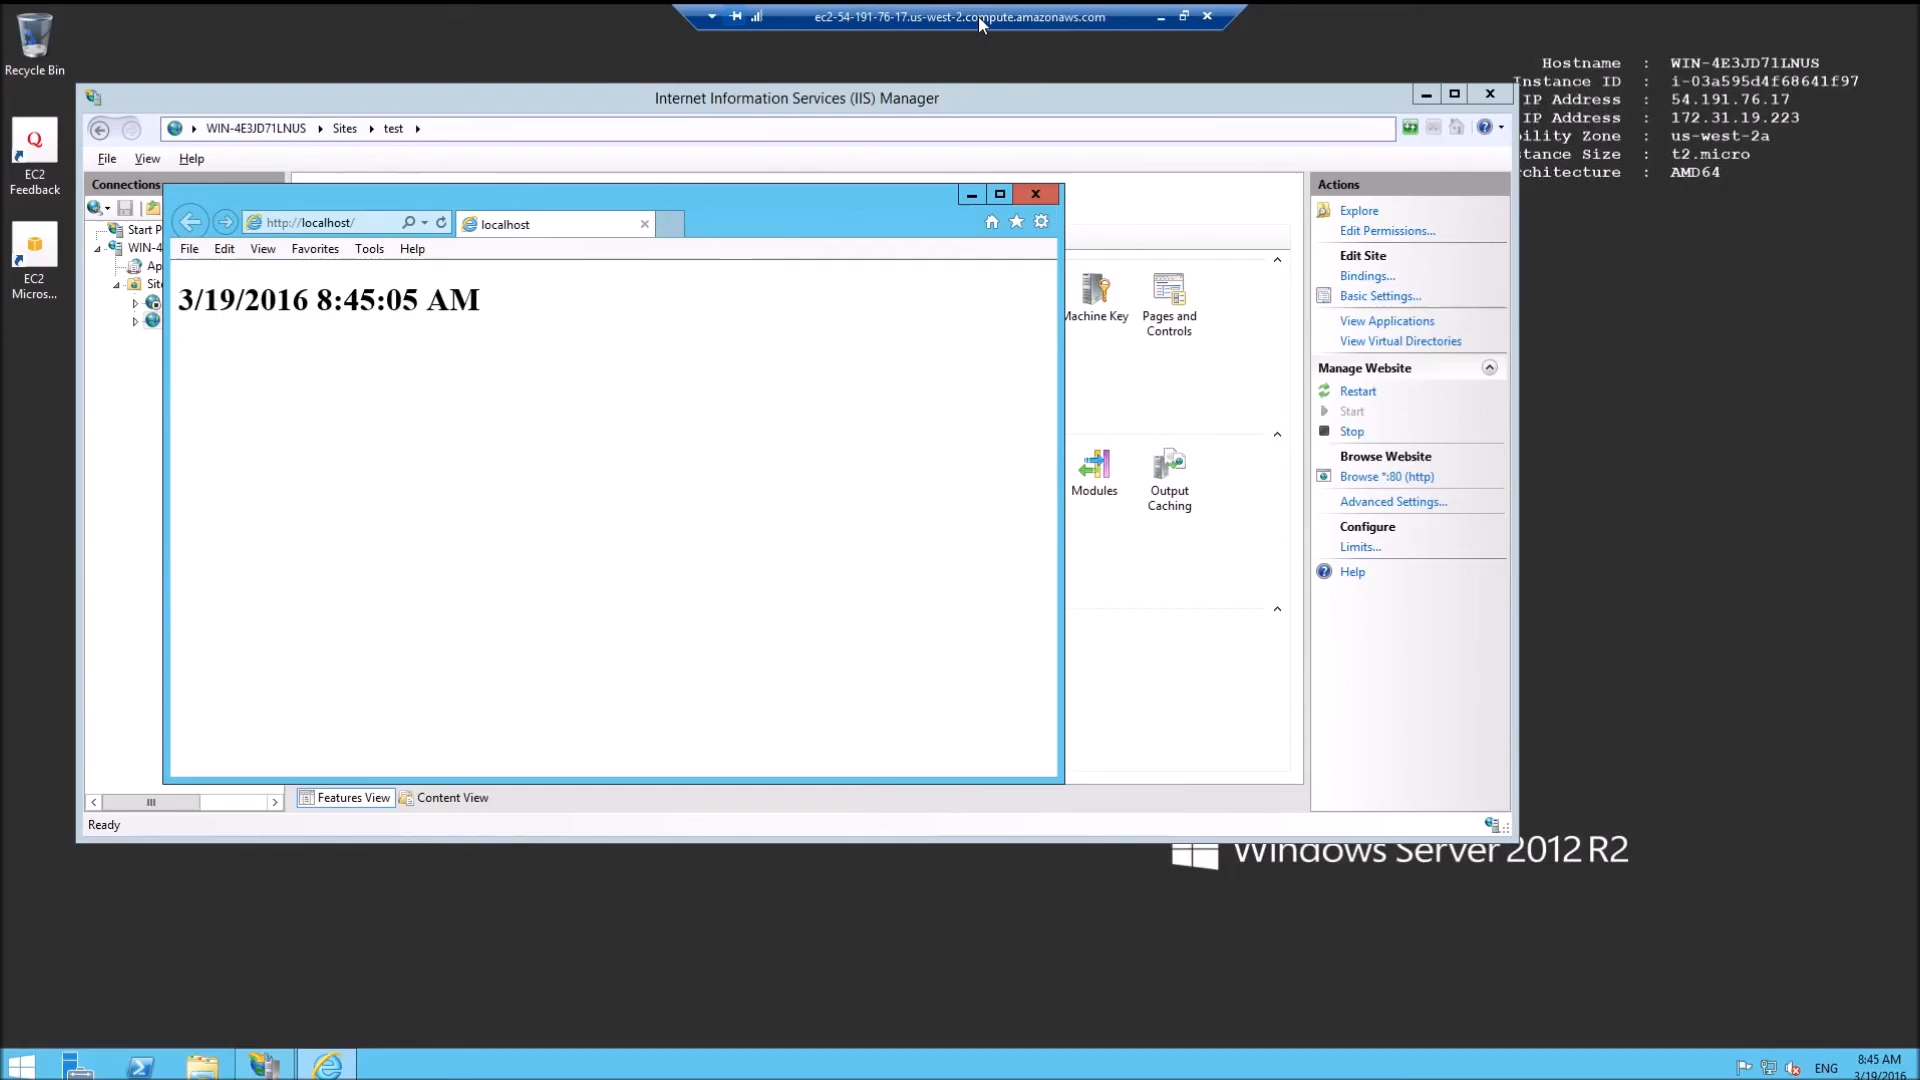 ec2-54-191-76-17.us-west-2.compute.amazonaws.com
Recycle Bin
EC2
Feedback
EC2
Micros...
Hostname : WIN-4E3JD71LNUS
Instance ID : i-03a595d4f68641f97
IP Address : 54.191.76.17
IP Address : 172.31.19.223
bility Zone : us-west-2a
stance Size : t2.micro
rchitecture : AMD64
Internet Information Services (IIS) Manager
WIN-4E3JD71LNUS Sites test
File View Help
Connections
Start P
WIN-4
Ap
Site
http://localhost/
localhost
File Edit View Favorites Tools Help
3/19/2016 8:45:05 AM
Machine Key
Pages and
Controls
Modules
Output
Caching
Actions
Explore
Edit Permissions...
Edit Site
Bindings...
Basic Settings...
View Applications
View Virtual Directories
Manage Website
Restart
Start
Stop
Browse Website
Browse *:80 (http)
Advanced Settings...
Configure
Limits...
Help
Features View
Content View
Ready
Windows Server 2012 R2
ENG
8:45 AM
3/19/2016